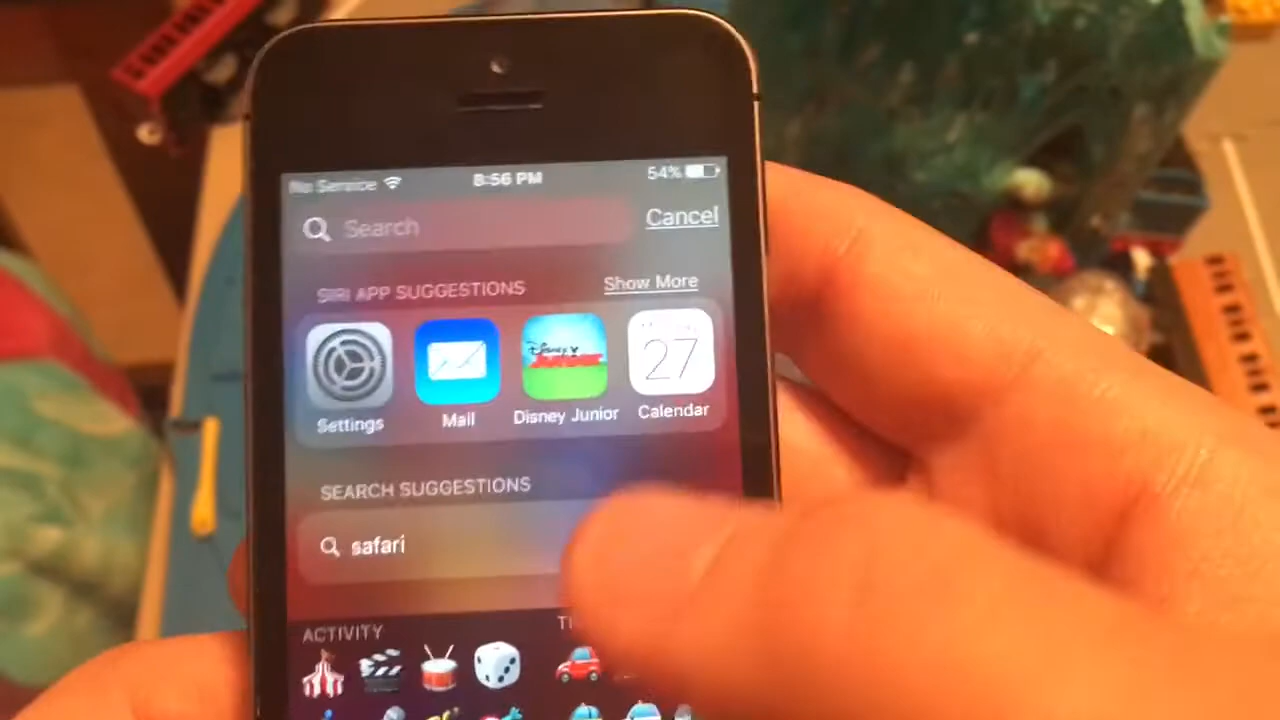 No Service 8:56 PM 54%
Search Cancel
SIRI APP SUGGESTIONS Show More
Disney
27
Settings Mail Disney Junior Calendar
SEARCH SUGGESTIONS
safari
ACTIVITY